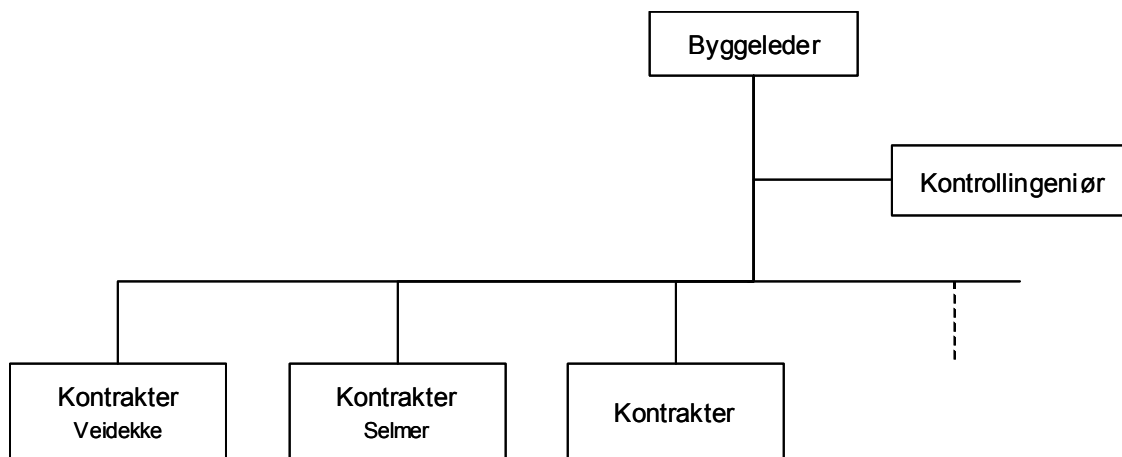 Byggeleder
Kontrollingeniør
Kontrakter
Veidekke
Kontrakter
Selmer
Kontrakter